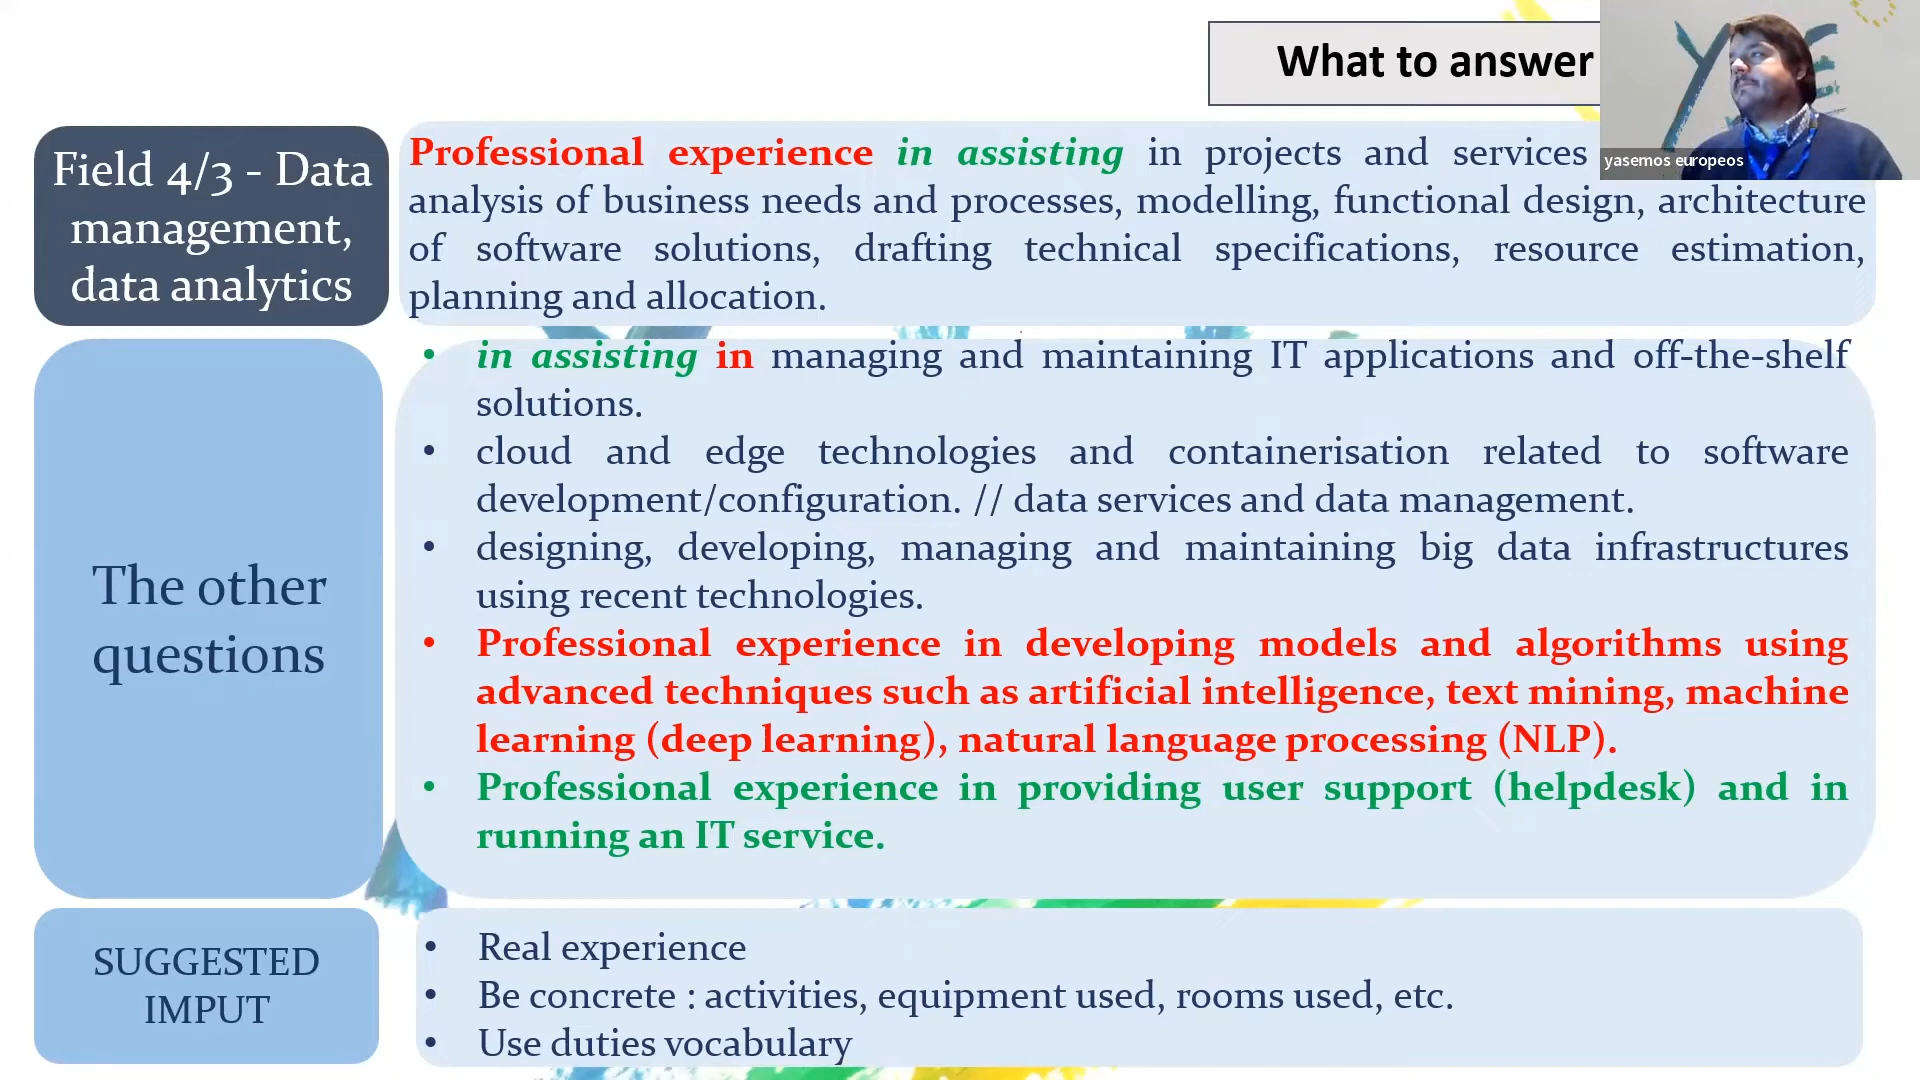 What to answer
yasemos europeos
Field 4/3 - Data
management,
data analytics
Professional experience in assisting in projects and services
analysis of business needs and processes, modelling, functional design, architecture
of software solutions, drafting technical specifications, resource estimation,
planning and allocation.
The other
questions
• in assisting in managing and maintaining IT applications and off-the-shelf
solutions.
• cloud and edge technologies and containerisation related to software
development/configuration. // data services and data management.
• designing, developing, managing and maintaining big data infrastructures
using recent technologies.
• Professional experience in developing models and algorithms using
advanced techniques such as artificial intelligence, text mining, machine
learning (deep learning), natural language processing (NLP).
• Professional experience in providing user support (helpdesk) and in
running an IT service.
SUGGESTED
IMPUT
• Real experience
• Be concrete : activities, equipment used, rooms used, etc.
• Use duties vocabulary